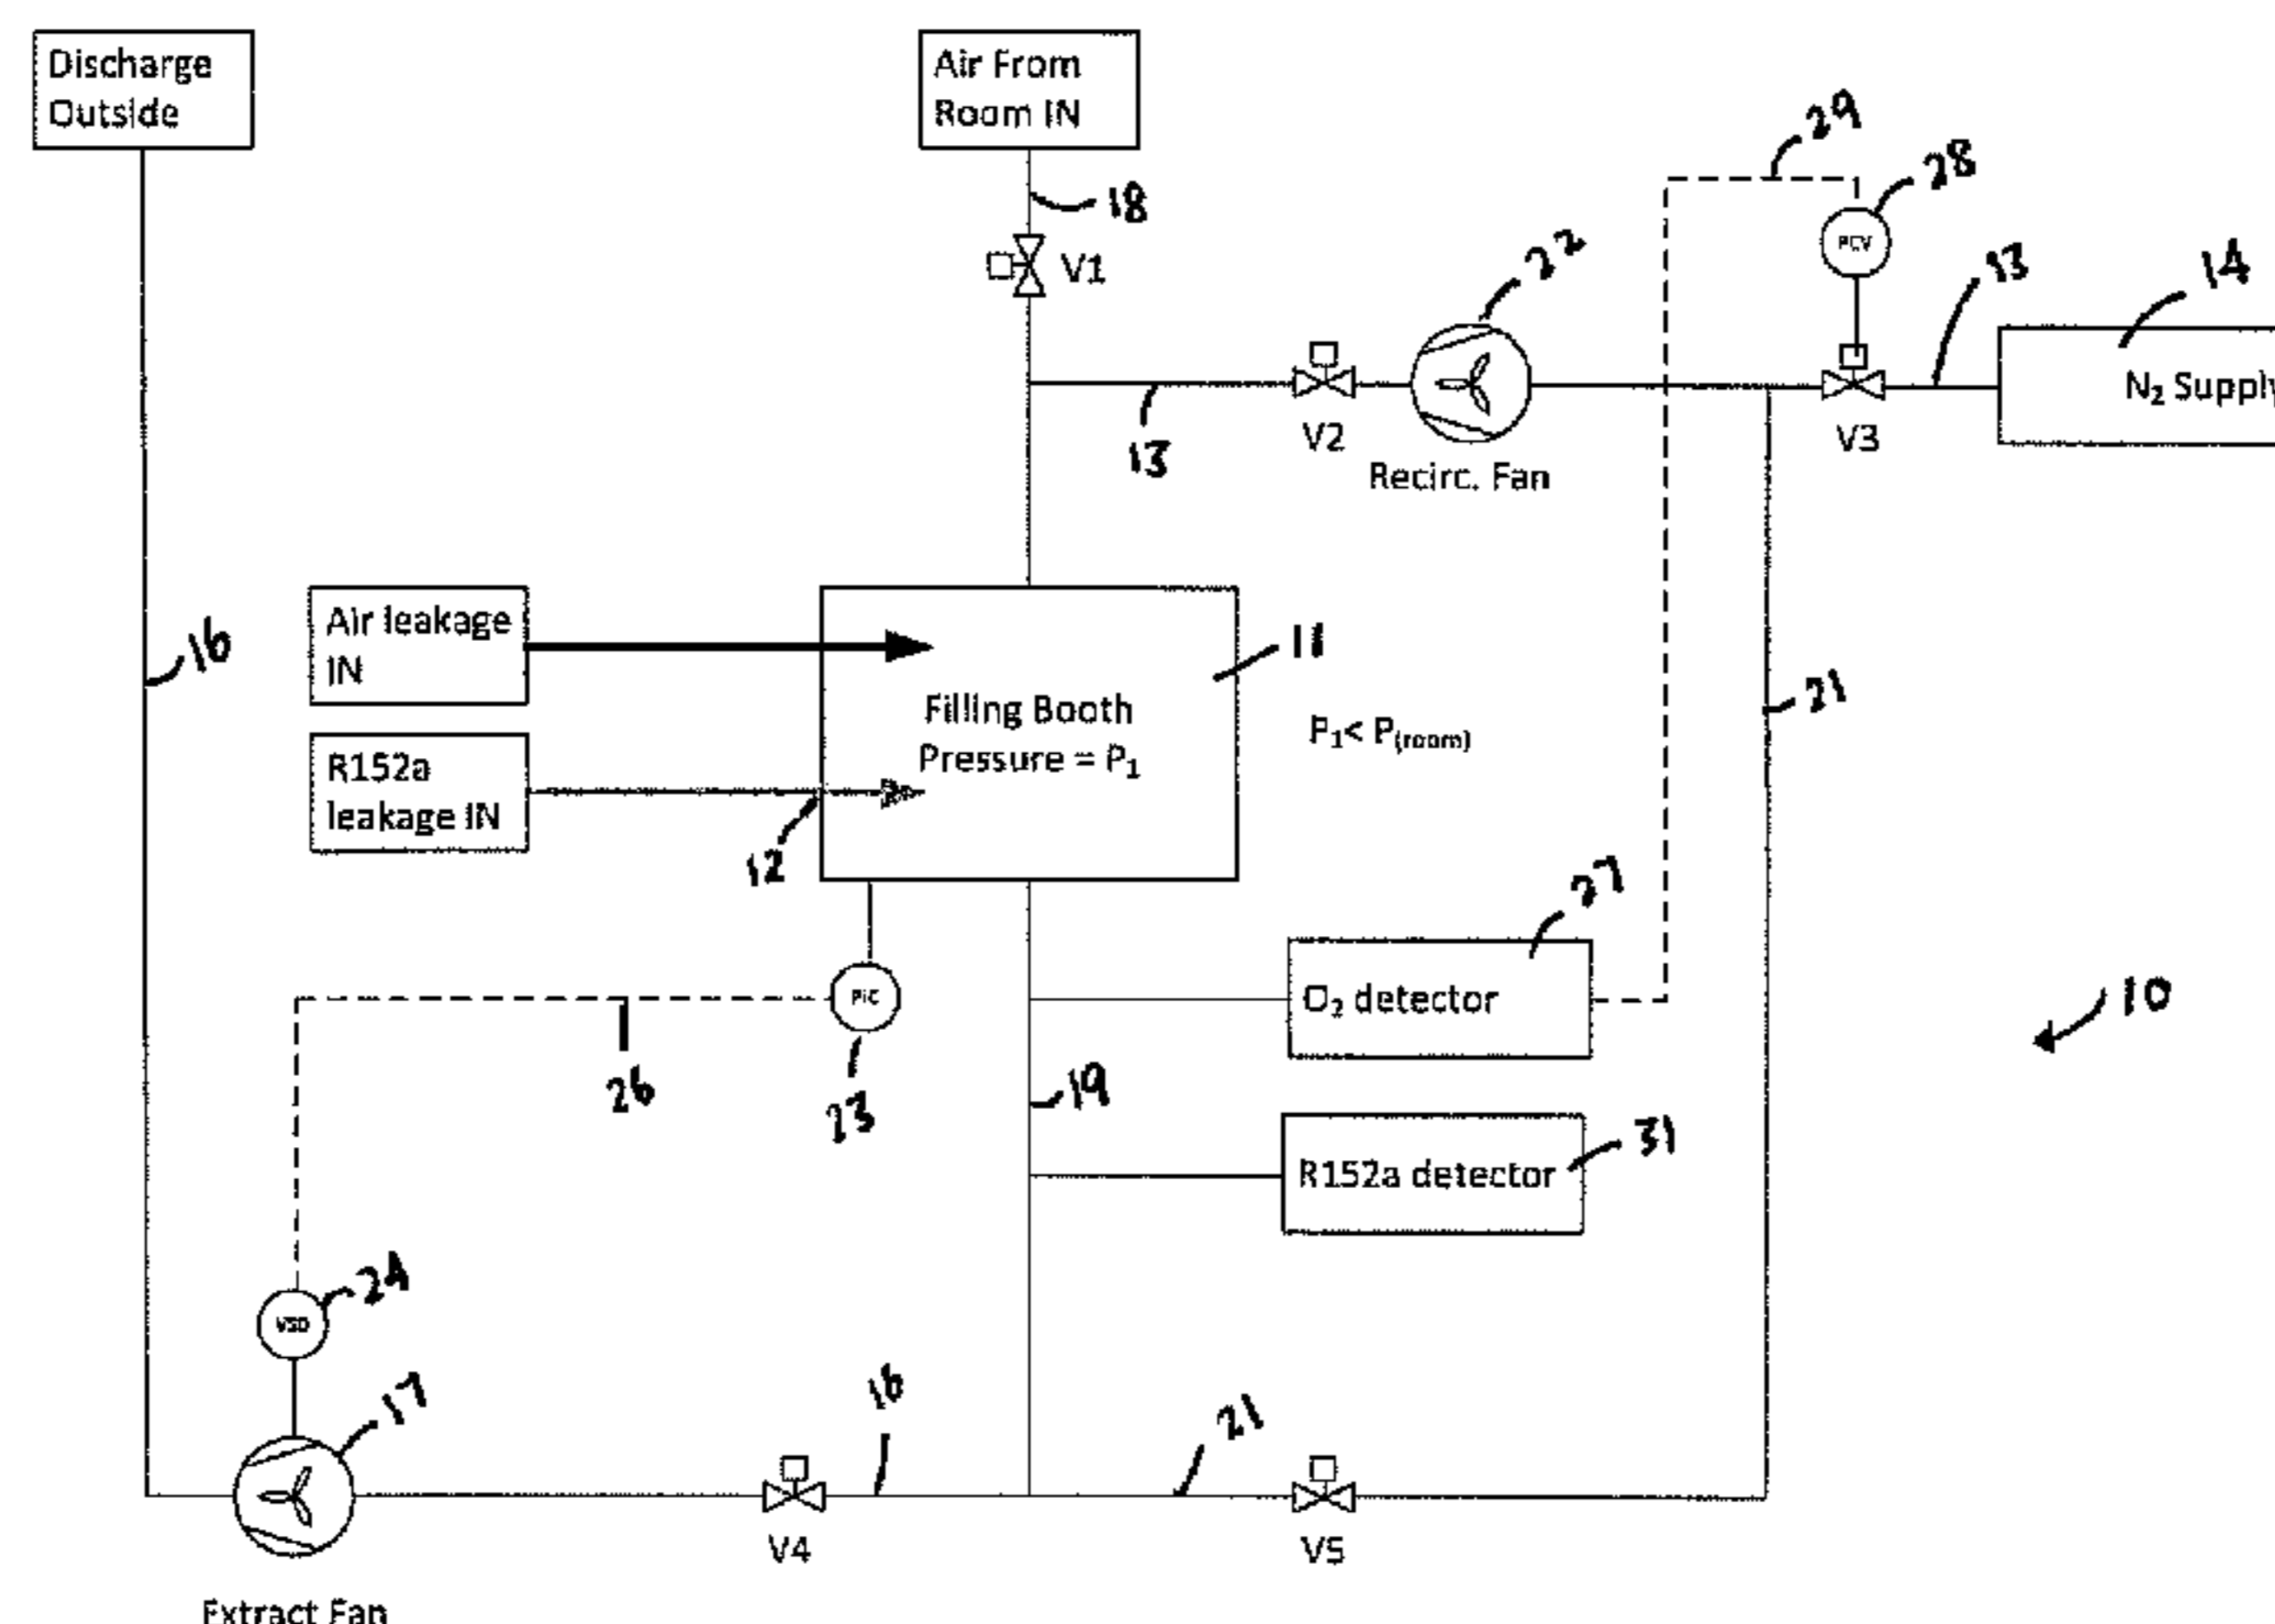 Discharge
Outside
Air From
Room IN
29
28
18
V1
22
PCV
13
14
N₂ Supply
V2
V3
13
Recirc. Fan
16
Air leakage
IN
11
21
Filling Booth
Pressure = P₁
P₁< P(room)
R152a
leakage IN
12
27
PIC
O₂ detector
10
26
23
19
31
R152a detector
24
VSD
17
16
21
V4
V5
Extract Fan